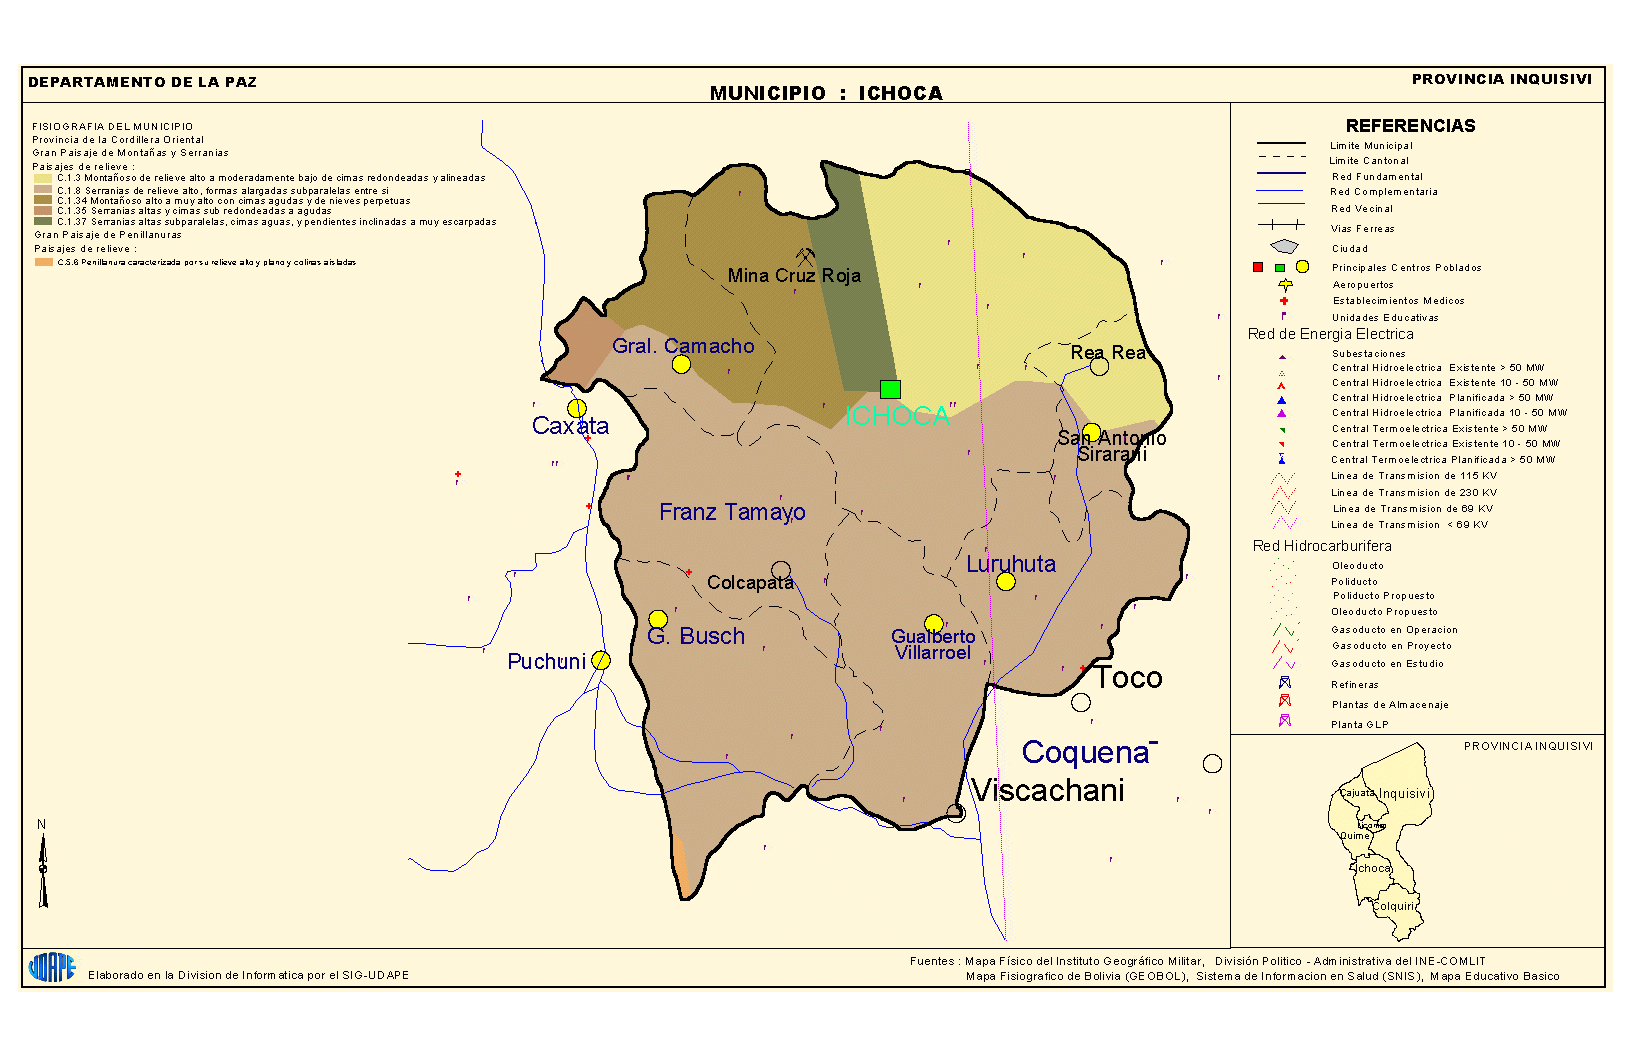 DEPARTAMENTO DE LA PAZ
MUNICIPIO : ICHOCA
PROVINCIA INQUISIVI
FISIOGRAFIA DEL MUNICIPIO
Provincia de la Cordillera Oriental
Gran Paisaje de Montañas y Serranias
Paisajes de relieve :
C.1.3 Montañoso de relieve alto a moderadamente bajo de cimas redondeadas y alineadas
C.1.8 Serranias de relieve alto, formas alargadas subparalelas entre si
C.1.34 Montañoso alto a muy alto con cimas agudas y de nieves perpetuas
C.1.35 Serranias altas y cimas sub redondeadas a agudas
C.1.37 Serranias altas subparalelas, cimas aguas, y pendientes inclinadas a muy escarpadas
Gran Paisaje de Penillanuras
Paisajes de relieve :
C.5.6 Penillanura caracterizada por su relieve alto y plano y colinas aisladas
Mina Cruz Roja
Gral. Camacho
Rea Rea
ICHOCA
Caxata
San Antonio
Sirarani
Franz Tamayo
Luruhuta
Colcapata
G. Busch
Gualberto
Villarroel
Puchuni
Toco
Coquena
Viscachani
N
REFERENCIAS
Limite Municipal
Limite Cantonal
Red Fundamental
Red Complementaria
Red Vecinal
Vias Ferreas
Ciudad
Principales Centros Poblados
Aeropuertos
Establecimientos Medicos
Unidades Educativas
Red de Energia Electrica
Subestaciones
Central Hidroelectrica Existente > 50 MW
Central Hidroelectrica Existente 10 - 50 MW
Central Hidroelectrica Planificada > 50 MW
Central Hidroelectrica Planificada 10 - 50 MW
Central Termoelectrica Existente > 50 MW
Central Termoelectrica Existente 10 - 50 MW
Central Termoelectrica Planificada > 50 MW
Linea de Transmision de 115 KV
Linea de Transmision de 230 KV
Linea de Transmision de 69 KV
Linea de Transmision < 69 KV
Red Hidrocarburifera
Oleoducto
Poliducto
Poliducto Propuesto
Oleoducto Propuesto
Gasoducto en Operacion
Gasoducto en Proyecto
Gasoducto en Estudio
Refineras
Plantas de Almacenaje
Planta GLP
PROVINCIA INQUISIVI
Cajuata
Inquisivi
Quime
Ichoca
Colquiri
UDAPE
Elaborado en la Division de Informatica por el SIG-UDAPE
Fuentes : Mapa Físico del Instituto Geográfico Militar, División Politico - Administrativa del INE-COMLIT
Mapa Fisiografico de Bolivia (GEOBOL), Sistema de Informacion en Salud (SNIS), Mapa Educativo Basico